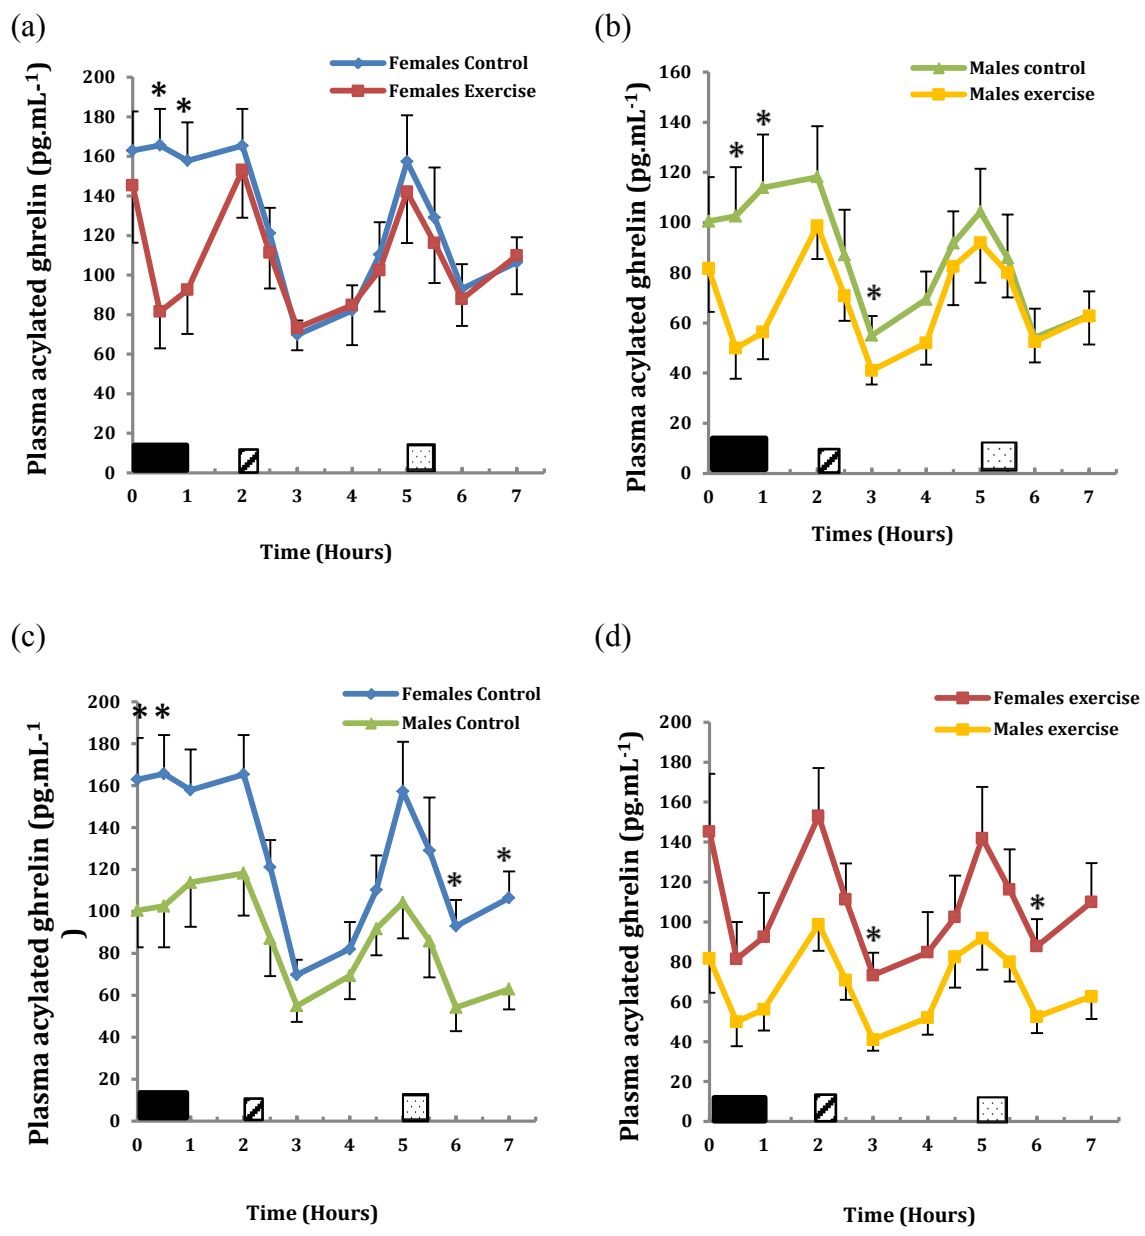 (a)
Plasma acylated ghrelin (pg.mL-1)
Females Control
Females Exercise
200
180
160
140
120
100
80
60
40
20
0
* *
0 1 2 3 4 5 6 7
Time (Hours)
(b)
Plasma acylated ghrelin (pg.mL-1)
Males control
Males exercise
160
140
120
100
80
60
40
20
0
* * *
0 1 2 3 4 5 6 7
Times (Hours)
(c)
Plasma acylated ghrelin (pg.mL-1
)
Females Control
Males Control
200
180
160
140
120
100
80
60
40
20
0
* * * *
0 1 2 3 4 5 6 7
Time (Hours)
(d)
Plasma acylated ghrelin (pg.mL-1)
Females exercise
Males exercise
200
180
160
140
120
100
80
60
40
20
0
* *
0 1 2 3 4 5 6 7
Time (Hours)